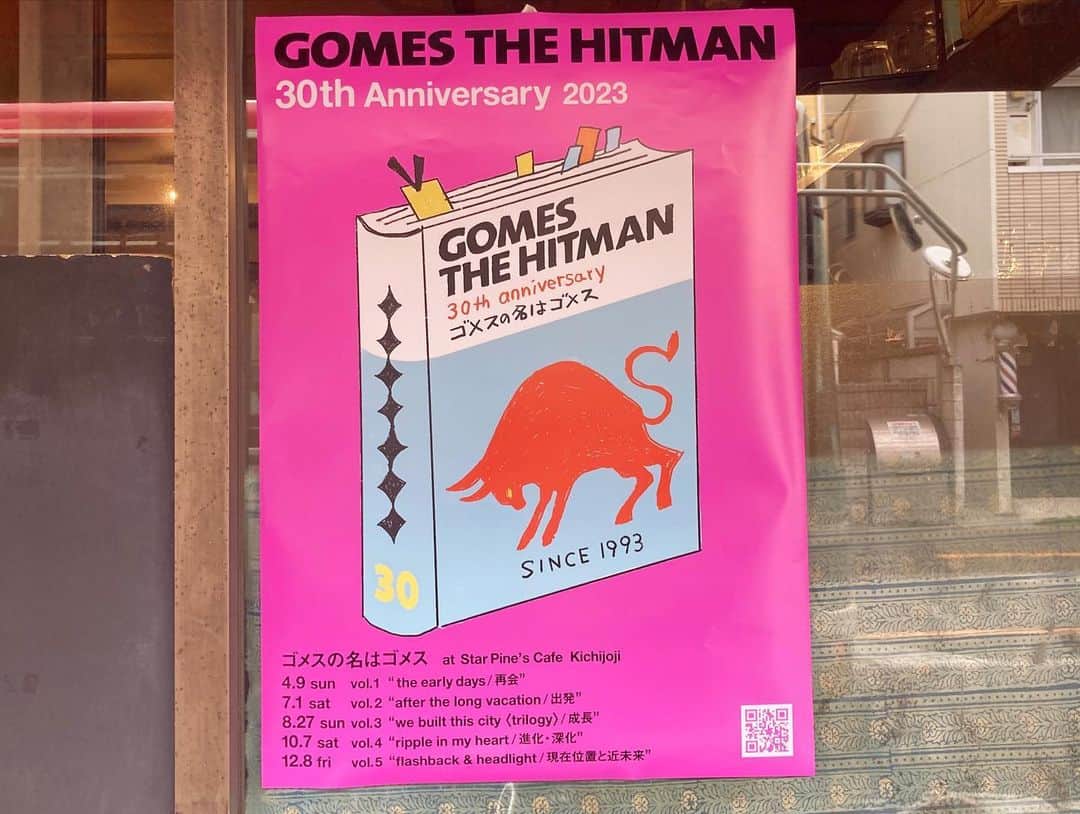 GOMES THE HITMAN
30th Anniversary 2023
GOMES
THE HITMAN
30th anniversary
ゴメスの名はゴメス
SINCE 1993
30
ゴメスの名はゴメス at Star Pine's Cafe Kichijoji
4.9 sun vol.1 “the early days/再会”
7.1 sat vol.2 “after the long vacation/出発”
8.27 sun vol.3 “we built this city〈trilogy〉/成長”
10.7 sat vol.4 “ripple in my heart/進化・深化”
12.8 fri vol.5 “flashback & headlight/現在位置と近未来”